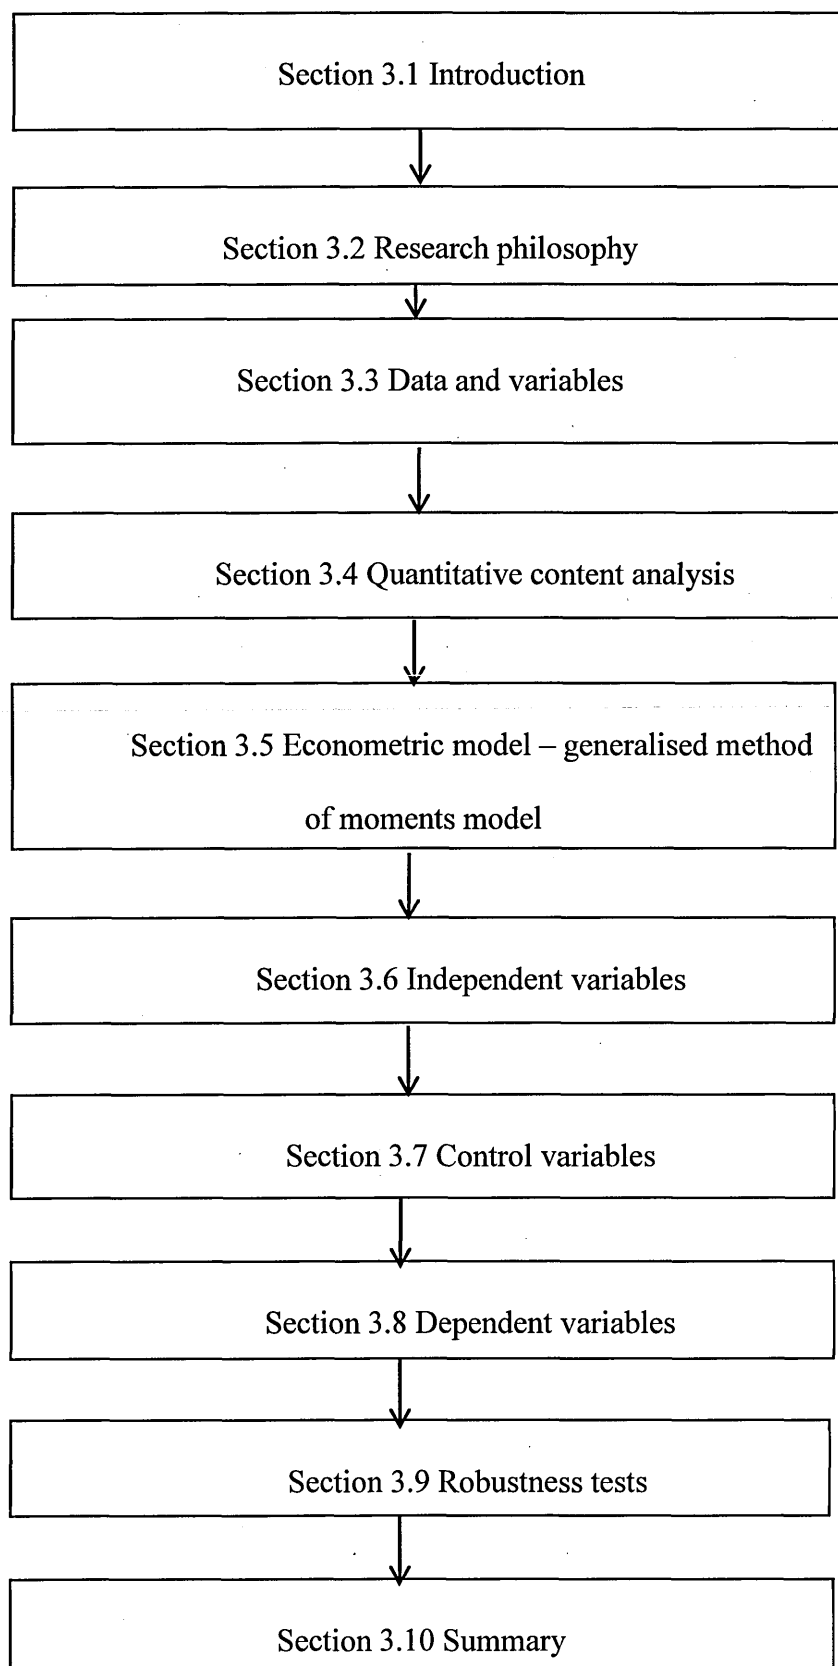 Section 3.1 Introduction
Section 3.2 Research philosophy
Section 3.3 Data and variables
Section 3.4 Quantitative content analysis
Section 3.5 Econometric model – generalised method
of moments model
Section 3.6 Independent variables
Section 3.7 Control variables
Section 3.8 Dependent variables
Section 3.9 Robustness tests
Section 3.10 Summary